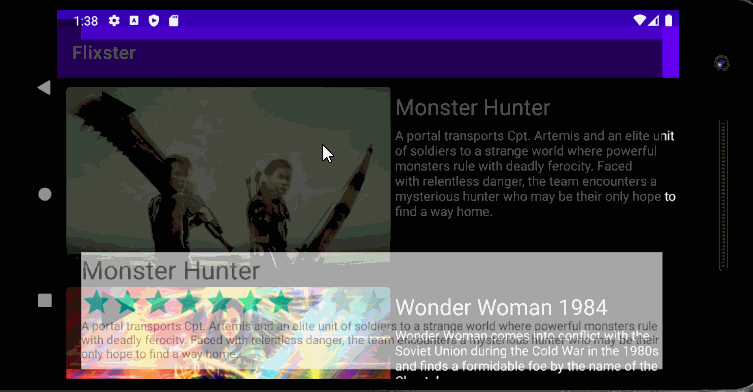 1:38
Flixster
Monster Hunter
A portal transports Cpt. Artemis and an elite unit
of soldiers to a strange world where powerful
monsters rule with deadly ferocity. Faced
with relentless danger, the team encounters a
mysterious hunter who may be their only hope to
find a way home.
Monster Hunter
A portal transports Cpt. Artemis and an elite unit of soldiers to a strange world where powerful monsters rule
with deadly ferocity. Faced with relentless danger, the team encounters a mysterious hunter who may be their
only hope to find a way home.
Wonder Woman 1984
Wonder Woman comes into conflict with the
Soviet Union during the Cold War in the 1980s
and finds a formidable foe by the name of the